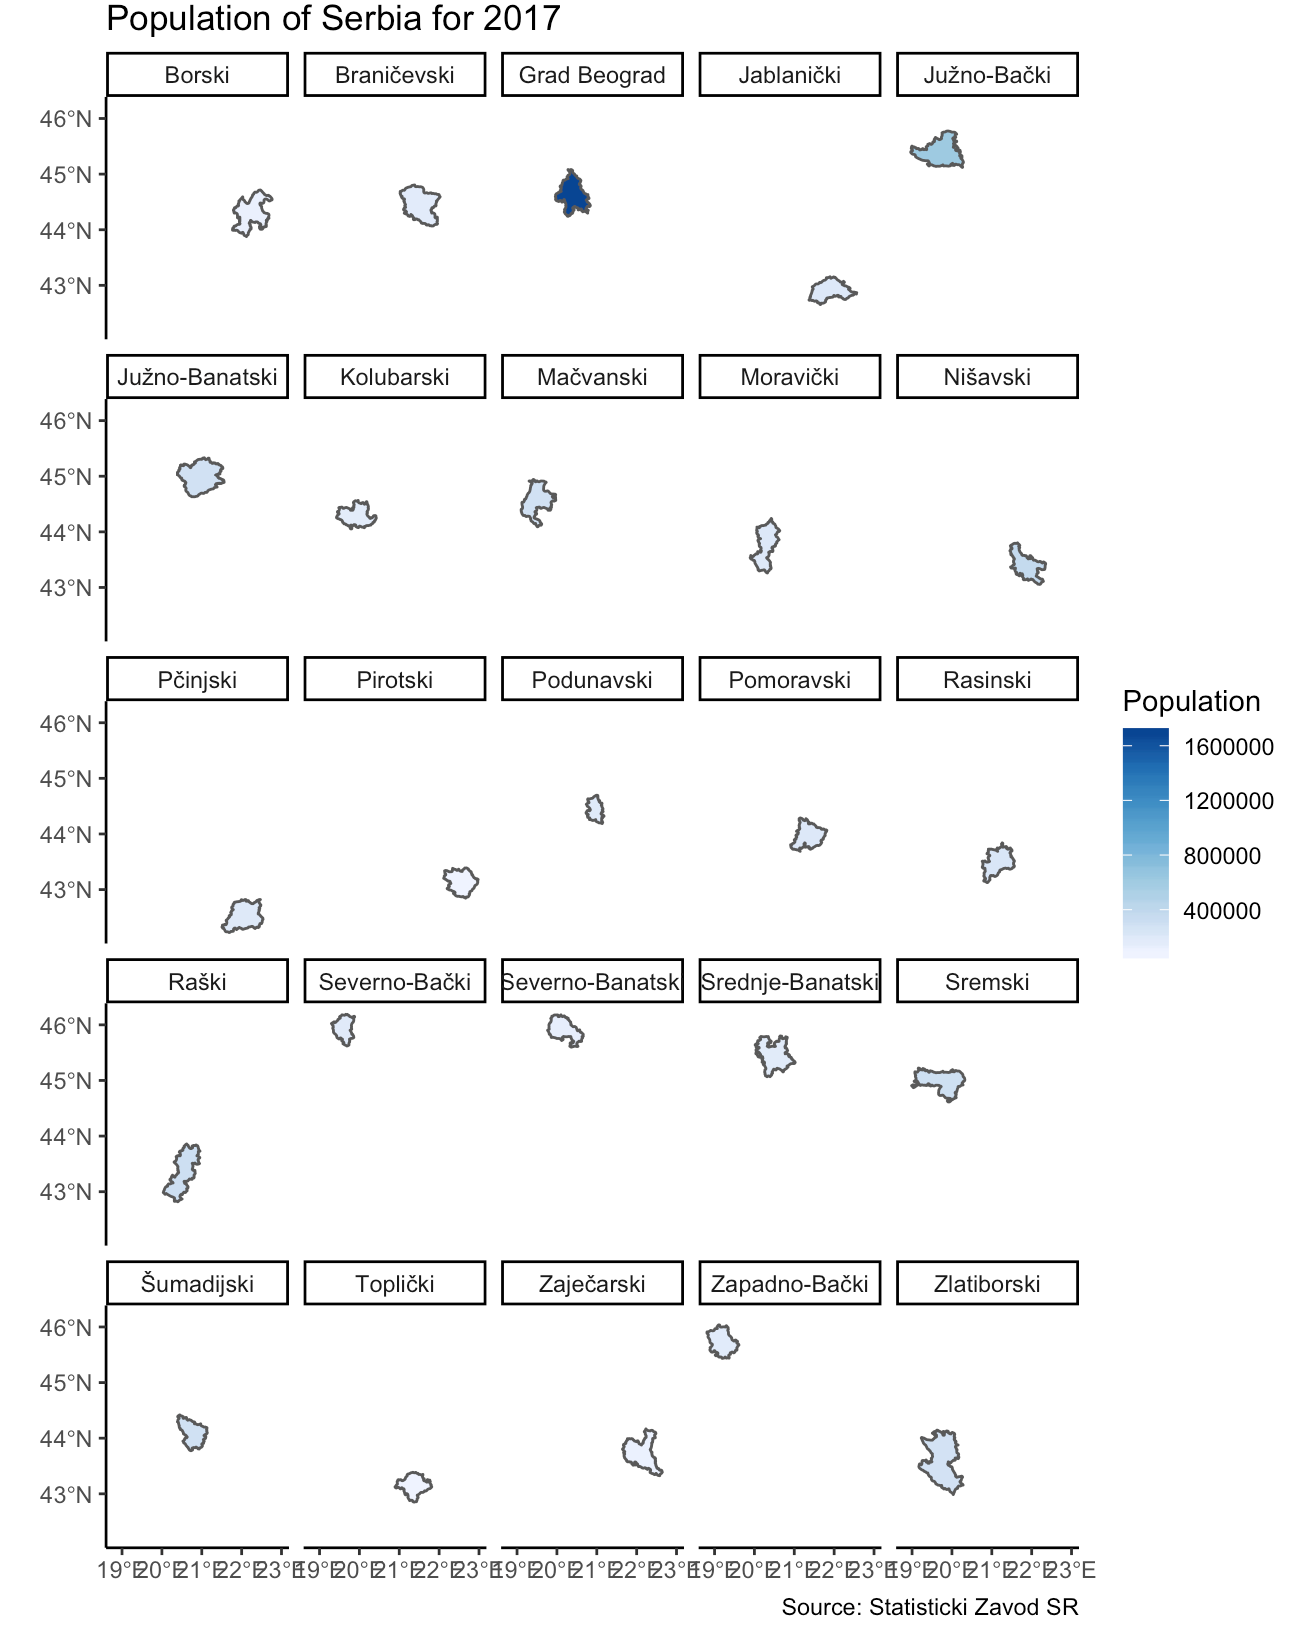 Population of Serbia for 2017
Borski Braničevski Grad Beograd Jablanički Južno-Bački
46°N
45°N
44°N
43°N
Južno-Banatski Kolubarski Mačvanski Moravički Nišavski
46°N
45°N
44°N
43°N
Pčinjski Pirotski Podunavski Pomoravski Rasinski
46°N
45°N
44°N
43°N
Population
1600000
1200000
800000
400000
Raški Severno-Bački Severno-Banatsk Srednje-Banatski Sremski
46°N
45°N
44°N
43°N
Šumadijski Toplički Zaječarski Zapadno-Bački Zlatiborski
46°N
45°N
44°N
43°N
19°E 20°E 21°E 22°E 23°E 19°E 20°E 21°E 22°E 23°E 19°E 20°E 21°E 22°E 23°E 19°E 20°E 21°E 22°E 23°E 19°E 20°E 21°E 22°E 23°E
Source: Statisticki Zavod SR